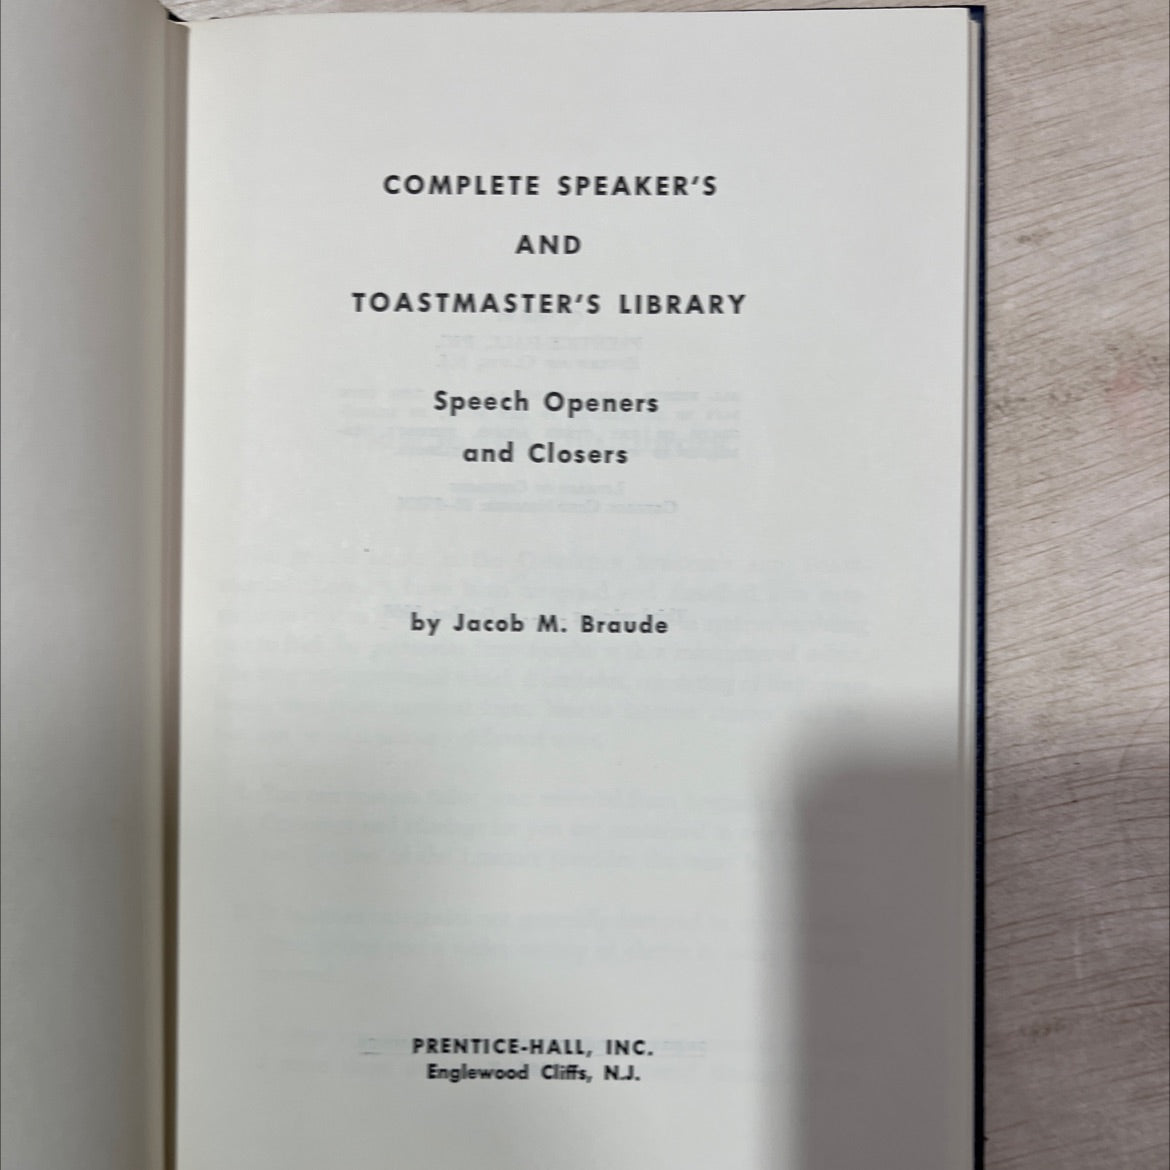 COMPLETE SPEAKER'S
AND
TOASTMASTER'S LIBRARY
Speech Openers
and Closers
by Jacob M. Braude
PRENTICE-HALL, INC.
Englewood Cliffs, N.J.